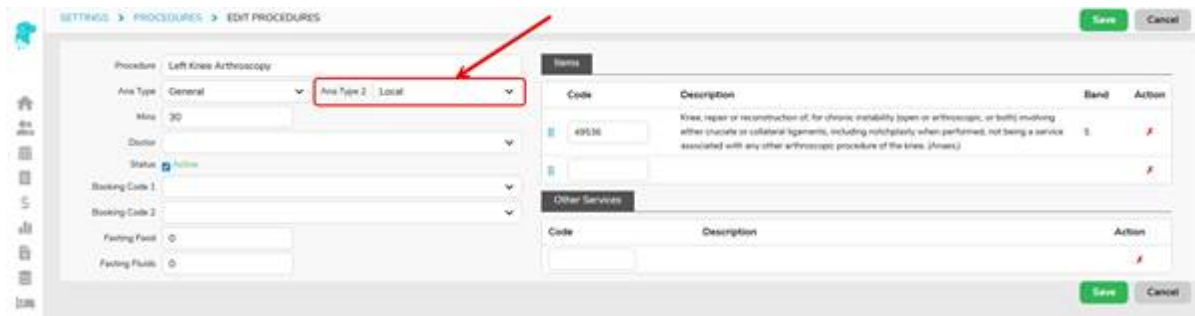 SETTINGS > PROCEDURES > EDIT PROCEDURES
Save Cancel
Procedure Left Knee Arthroscopy
Ana Type General Ana Type 2 Local
Mins 30
Doctor
Status Active
Booking Code 1
Booking Code 2
Fasting Food 0
Fasting Fluids 0
Items
Code Description Band Action
49536 Knee, repair or reconstruction of, for chronic instability (open or arthroscopic, or both) involving
either cruciate or collateral ligaments, including notchplasty when performed, not being a service
associated with any other arthroscopic procedure of the knee. (Anaes.)
5
Other Services
Code Description Action
Save Cancel